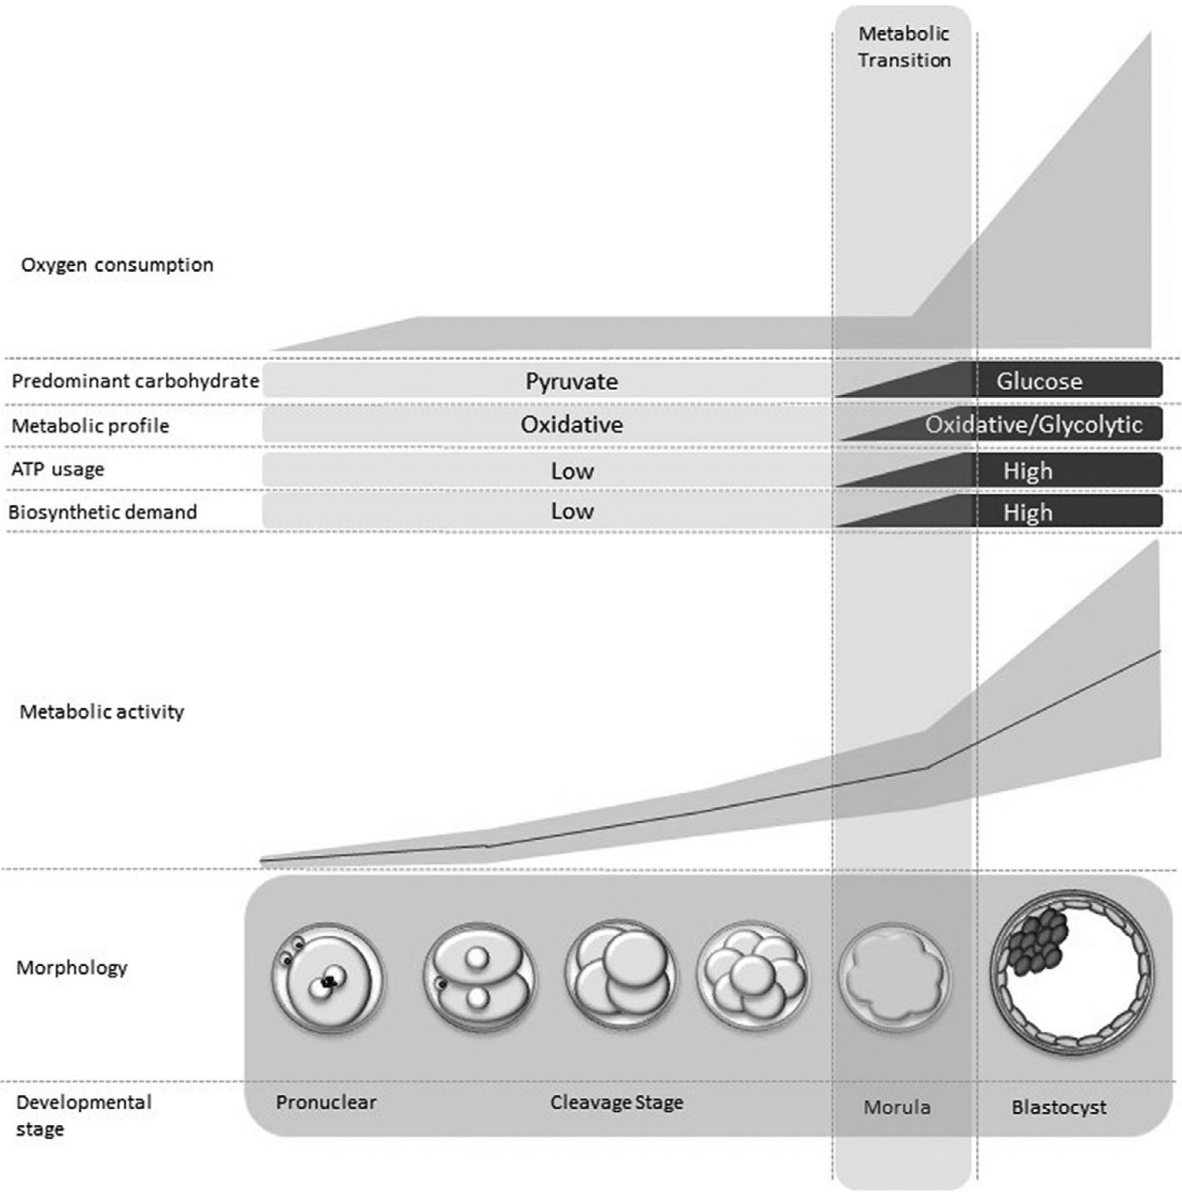 Metabolic
Transition
Oxygen consumption
Predominant carbohydrate Pyruvate Glucose
Metabolic profile Oxidative Oxidative/Glycolytic
ATP usage Low High
Biosynthetic demand Low High
Metabolic activity
Morphology
Developmental
stage
Pronuclear Cleavage Stage Morula Blastocyst